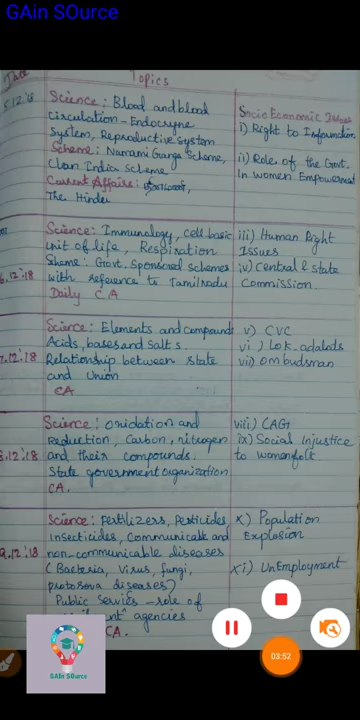 GAin SOurce
Date
Topics
5.12.18
Science: Blood and blood
circulation - Endocryne
System, Reproductive System
Scheme: Namami Gange Scheme,
Clean India Scheme
Current Affairs:
The Hindu
Socio Economic Issues
i) Right to Information
ii) Role of the Govt.
in women Empowerment
6.12.18
Science: Immunology, cell basic
unit of life, Respiration
Sheme: Govt. Sponsored schemes
with reference to Tamilnadu
Daily C.A
iii) Human Right
Issues
iv) Central & State
Commission.
7.12.18
Science: Elements and compounds
Acids, bases and salts.
Relationship between State
and Union
CA
v) CVC
vi) Lok-adalats
vii) Ombudsman
8.12.18
Science: Oxidation and
Reduction, Carbon, nitrogen
and their compounds.
State government organization
CA.
viii) CAG
ix) Social Injustice
to womenfolk
9.12.18
Science: Fertilizers, Pesticides
Insecticides, Communicable and
non-communicable diseases
(Bacteria, Virus, fungi,
protozova diseases)
Public Servies - role of
agencies
CA.
x) Population
Explosion
xi) UnEmployment
GAin SOurce
03:52